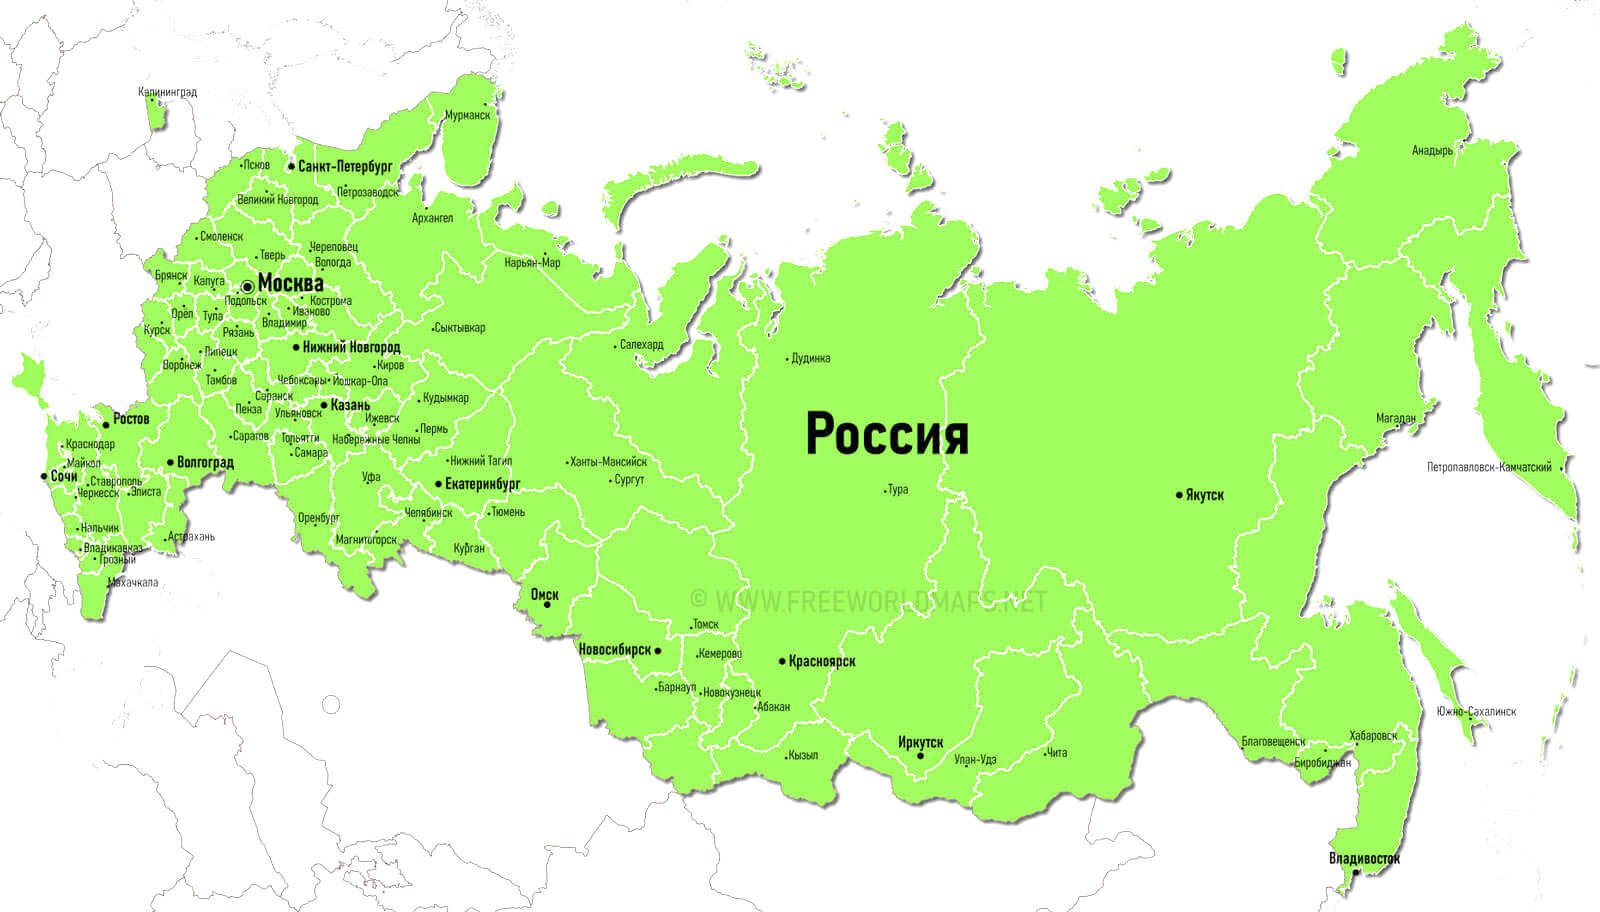 Калининград
Мурманск
Анадырь
Псков
Санкт-Петербург
Петрозаводск
Великий Новгород
Архангел
Смоленск
Череповец
Тверь
Вологда
Нарьян-Мар
Брянск
Калуга
Москва
Подольск
Кострома
Орёл
Тула
Иваново
Владимир
Курск
Рязань
Сыктывкар
Нижний Новгород
Салехард
Липецк
Воронеж
Киров
Дудинка
Тамбов
Чебоксары
Йошкар-Ола
Саранск
Кудымкар
Пенза
Ульяновск
Казань
Ижевск
Ростов
Магадан
Пермь
Россия
Саратов
Тольятти
Набережные Челны
Краснодар
Самара
Майкоп
Волгоград
Нижний Тагил
Ханты-Мансийск
Петропавловск-Камчатский
Сочи
Ставрополь
Уфа
Екатеринбург
Сургут
Тура
Якутск
Черкесск
Элиста
Оренбург
Челябинск
Тюмень
Нальчик
Астрахань
Магнитогорск
Курган
Владикавказ
Грозный
Махачкала
Омск
© WWW.FREEWORLDMAPS.NET
Томск
Новосибирск
Кемерово
Красноярск
Барнаул
Новокузнецк
Абакан
Южно-Сахалинск
Иркутск
Благовещенск
Хабаровск
Кызыл
Улан-Удэ
Чита
Биробиджан
Владивосток